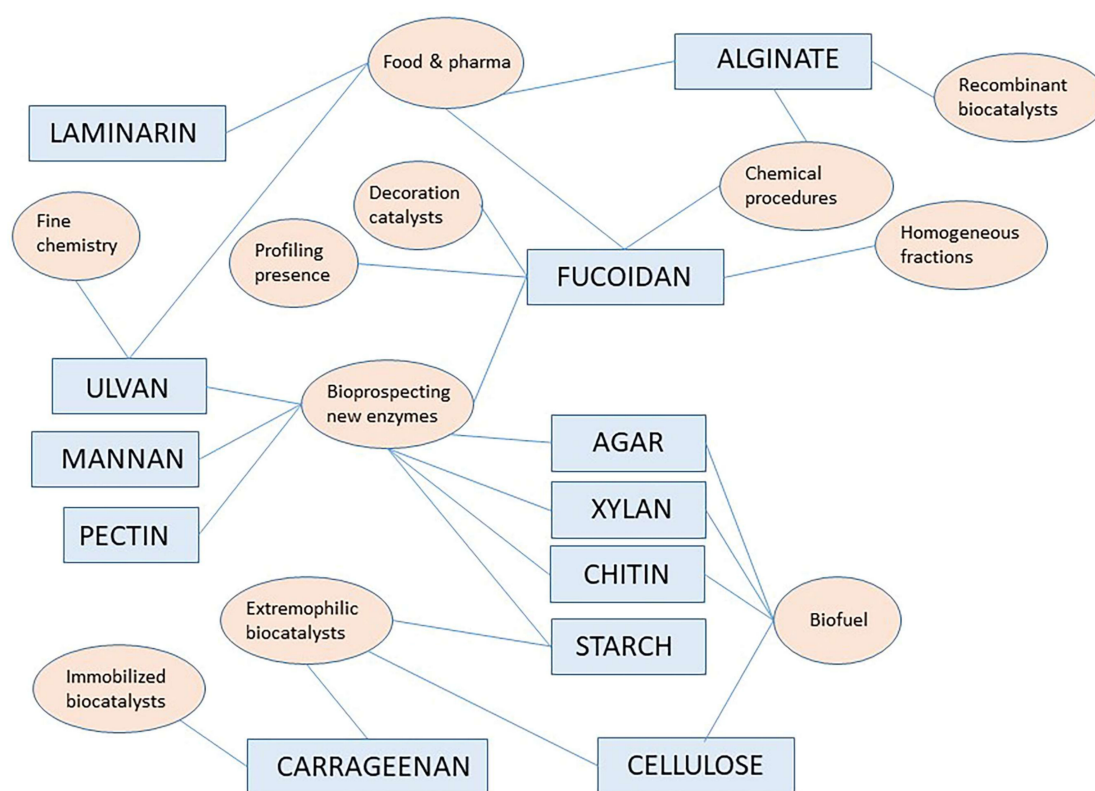 Food & pharma
ALGINATE
Recombinant
biocatalysts
LAMINARIN
Chemical
procedures
Decoration
catalysts
Fine
chemistry
Profiling
presence
Homogeneous
fractions
FUCOIDAN
ULVAN
Bioprospecting
new enzymes
AGAR
MANNAN
XYLAN
PECTIN
CHITIN
Extremophilic
biocatalysts
Biofuel
STARCH
Immobilized
biocatalysts
CARRAGEENAN
CELLULOSE